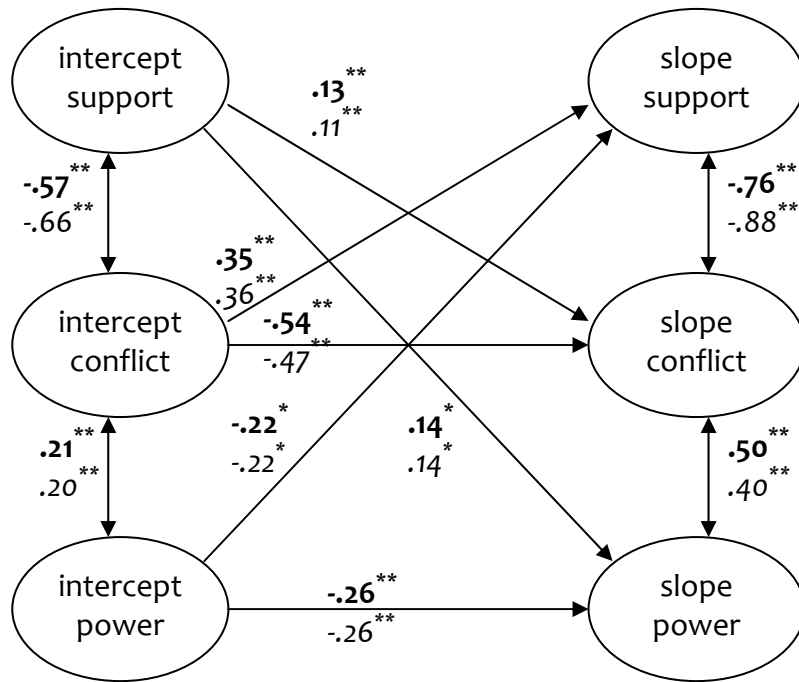 intercept
support
slope
support
.13**
.11**
-.57**
-.66**
-.76**
-.88**
.35**
.36**
intercept
conflict
-.54**
-.47**
slope
conflict
.21**
.20**
-.22*
-.22*
.14*
.14*
.50**
.40**
intercept
power
-.26**
-.26**
slope
power